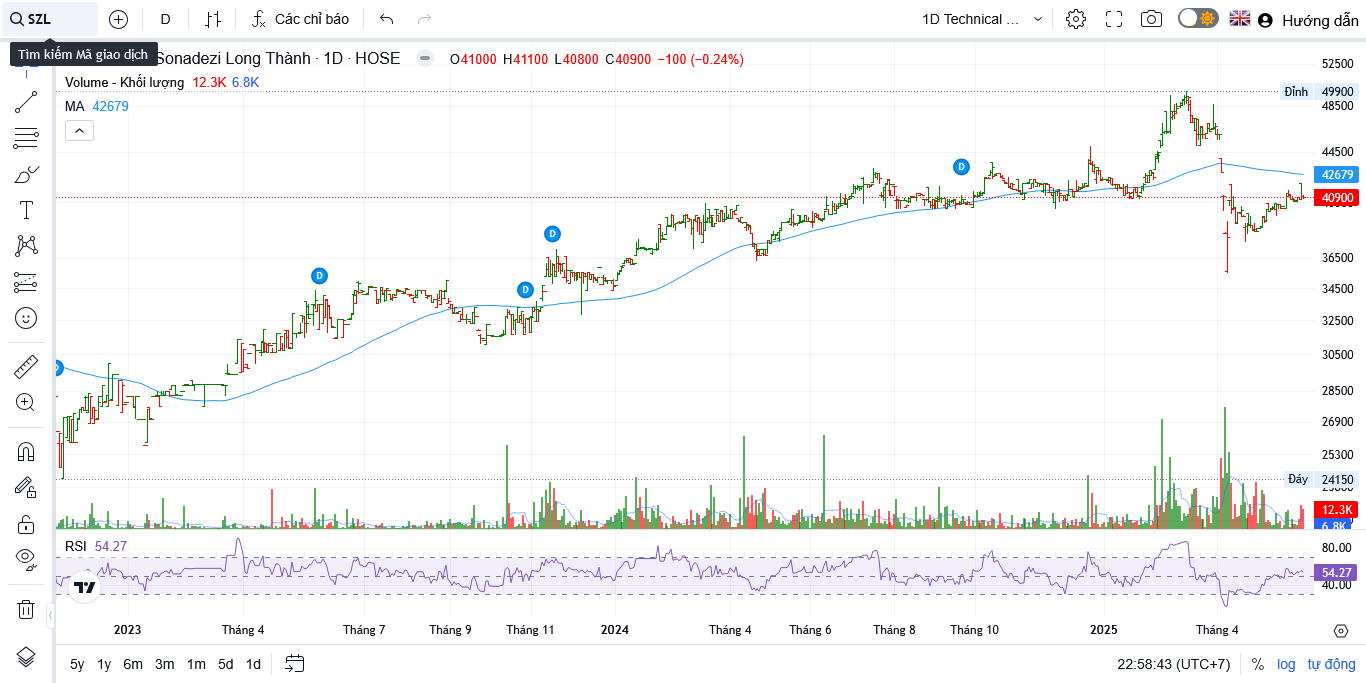 SZL
D
Các chỉ báo
1D Technical ...
Hướng dẫn
Tìm kiếm Mã giao dịch
Sonadezi Long Thành · 1D · HOSE
O41000 H41100 L40800 C40900 −100 (−0.24%)
Volume - Khối lượng 12.3K 6.8K
MA 42679
52500
Đỉnh 49900
48500
44500
42679
40900
36500
34500
32500
30500
28500
26900
25300
Đáy 24150
12.3K
6.8K
D
D
D
D
RSI 54.27
80.00
54.27
40.00
2023 Tháng 4 Tháng 7 Tháng 9 Tháng 11 2024 Tháng 4 Tháng 6 Tháng 8 Tháng 10 2025 Tháng 4
5y 1y 6m 3m 1m 5d 1d
22:58:43 (UTC+7) % log tự động